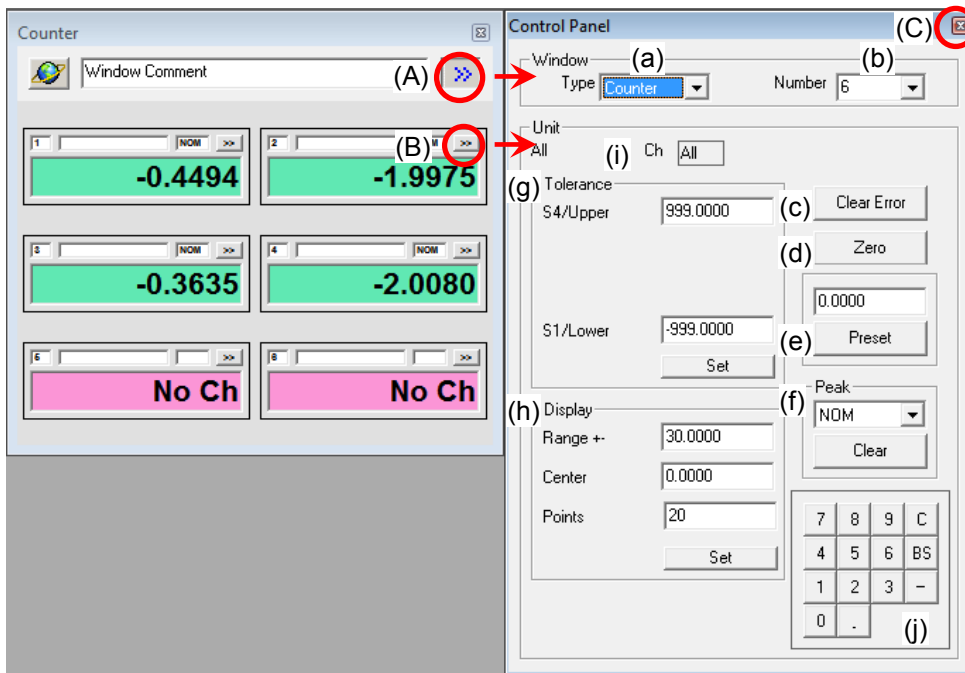 Counter
Window Comment
(A)
>>
(B)
1 NOM >>
-0.4494
2 M >>
-1.9975
3 NOM >>
-0.3635
4 NOM >>
-2.0080
5 >>
No Ch
6 >>
No Ch
Control Panel
(C)
Window
(a)
(b)
Type Counter
Number 6
Unit
All
(i)
Ch All
(g)
Tolerance
S4/Upper 999.0000
S1/Lower -999.0000
Set
(c)
Clear Error
(d)
Zero
0.0000
(e)
Preset
(h)
Display
Range +- 30.0000
Center 0.0000
Points 20
Set
(f)
Peak
NOM
Clear
7 8 9 C
4 5 6 BS
1 2 3 -
0 .
(j)